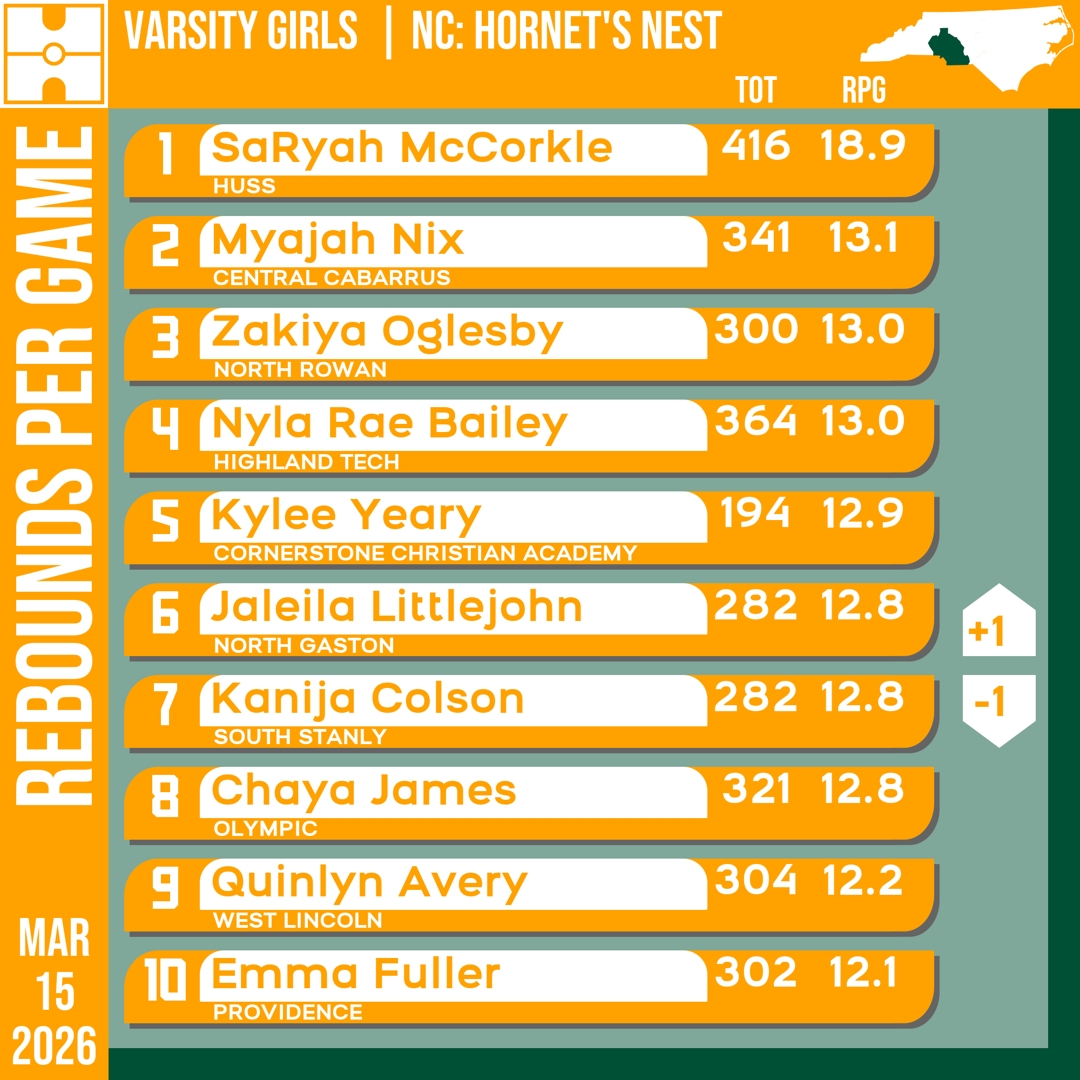 VARSITY GIRLS | NC: HORNET'S NEST
TOT RPG
REBOUNDS PER GAME
1 SaRyah McCorkle 416 18.9
HUSS
2 Myajah Nix 341 13.1
CENTRAL CABARRUS
3 Zakiya Oglesby 300 13.0
NORTH ROWAN
4 Nyla Rae Bailey 364 13.0
HIGHLAND TECH
5 Kylee Yeary 194 12.9
CORNERSTONE CHRISTIAN ACADEMY
6 Jaleila Littlejohn 282 12.8 +1
NORTH GASTON
7 Kanija Colson 282 12.8 -1
SOUTH STANLY
8 Chaya James 321 12.8
OLYMPIC
9 Quinlyn Avery 304 12.2
WEST LINCOLN
10 Emma Fuller 302 12.1
PROVIDENCE
MAR
15
2026